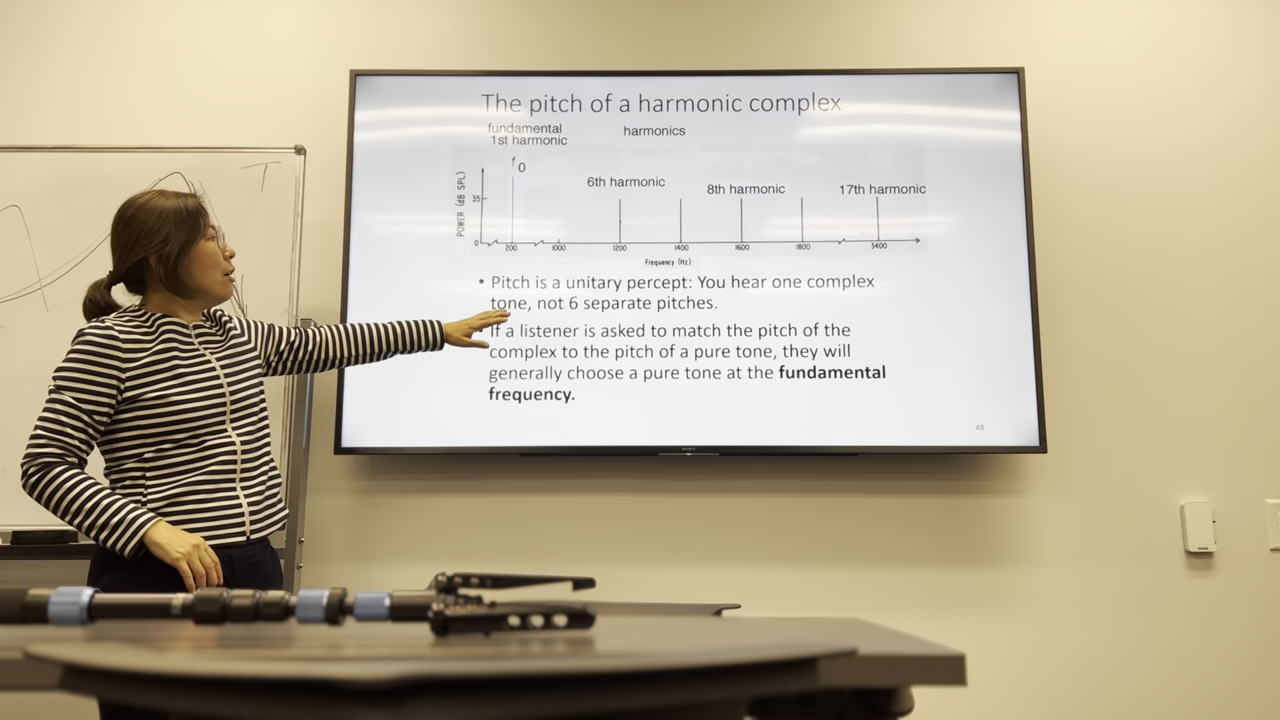 The pitch of a harmonic complex
fundamental
1st harmonic
harmonics
f0
6th harmonic
8th harmonic
17th harmonic
POWER (dB SPL)
35
0
200 1000 1200 1400 1600 1800 3400
Frequency (Hz)
• Pitch is a unitary percept: You hear one complex
tone, not 6 separate pitches.
If a listener is asked to match the pitch of the
complex to the pitch of a pure tone, they will
generally choose a pure tone at the fundamental
frequency.
48
SONY
T